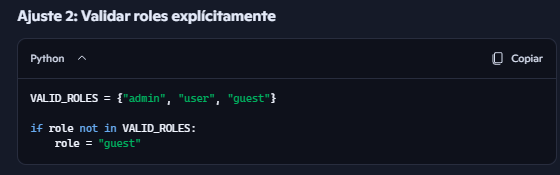 Ajuste 2: Validar roles explícitamente
Python
Copiar
VALID_ROLES = {"admin", "user", "guest"}
if role not in VALID_ROLES:
    role = "guest"